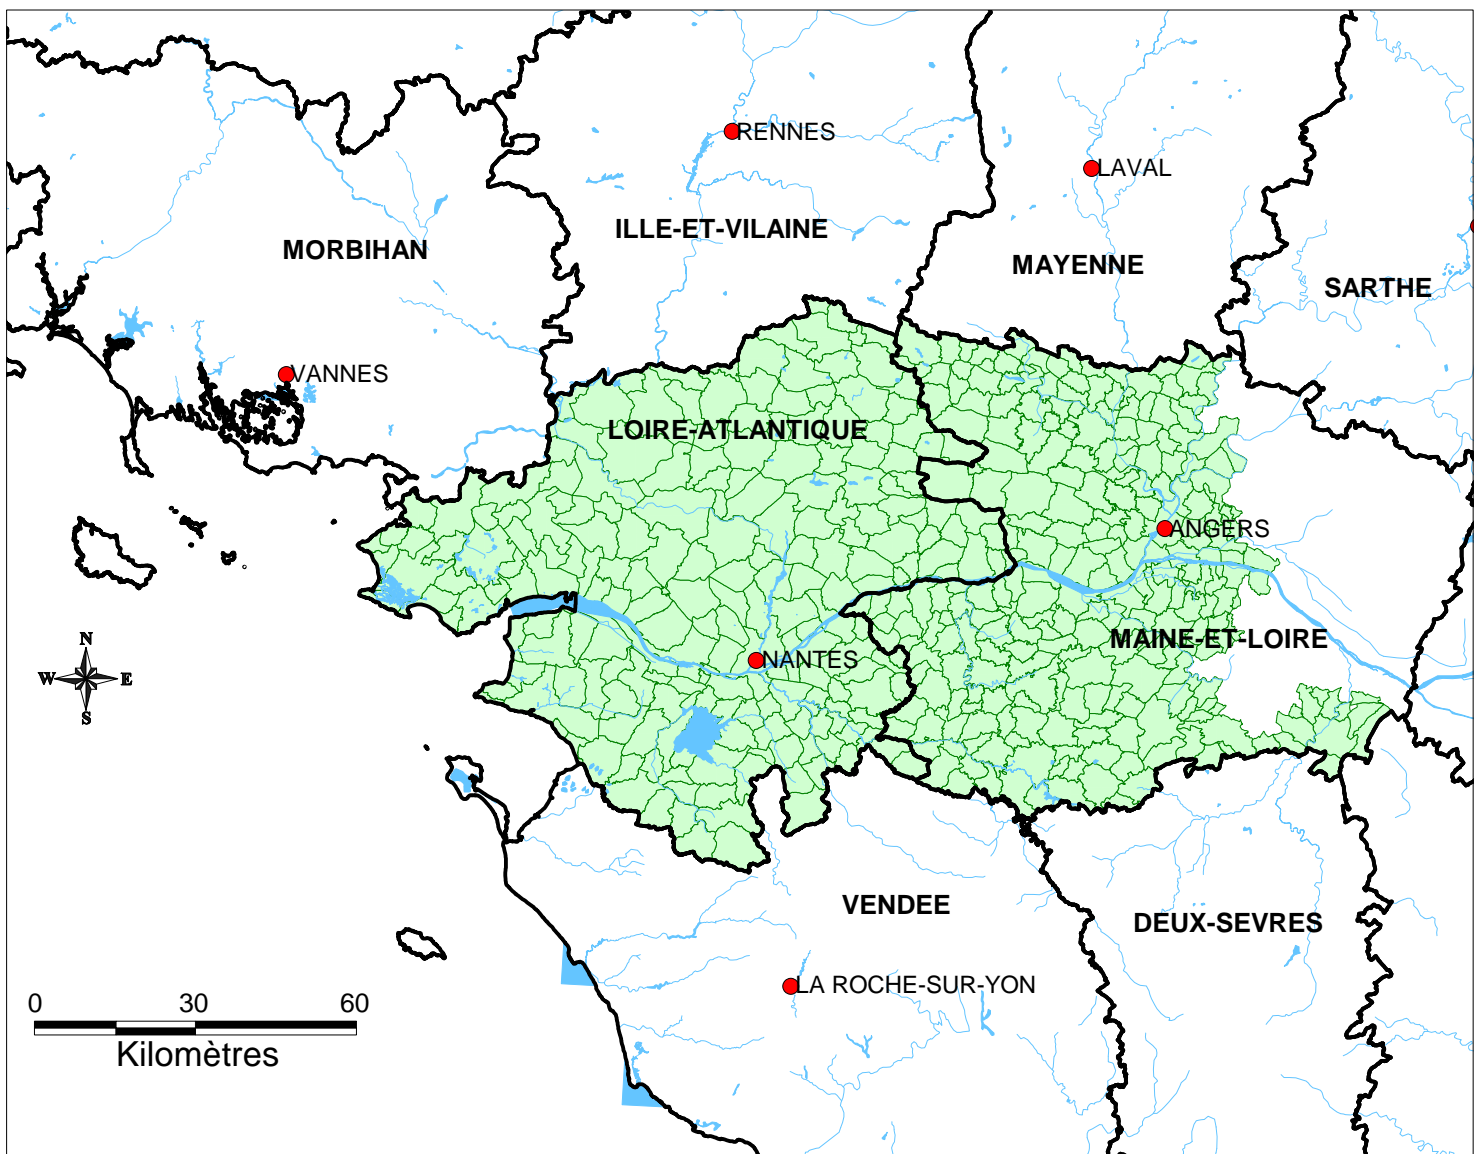 RENNES
LAVAL
ILLE-ET-VILAINE
MORBIHAN
MAYENNE
SARTHE
VANNES
LOIRE-ATLANTIQUE
ANGERS
N
W E
S
MAINE-ET-LOIRE
NANTES
VENDEE
DEUX-SEVRES
LA ROCHE-SUR-YON
0 30 60
Kilomètres